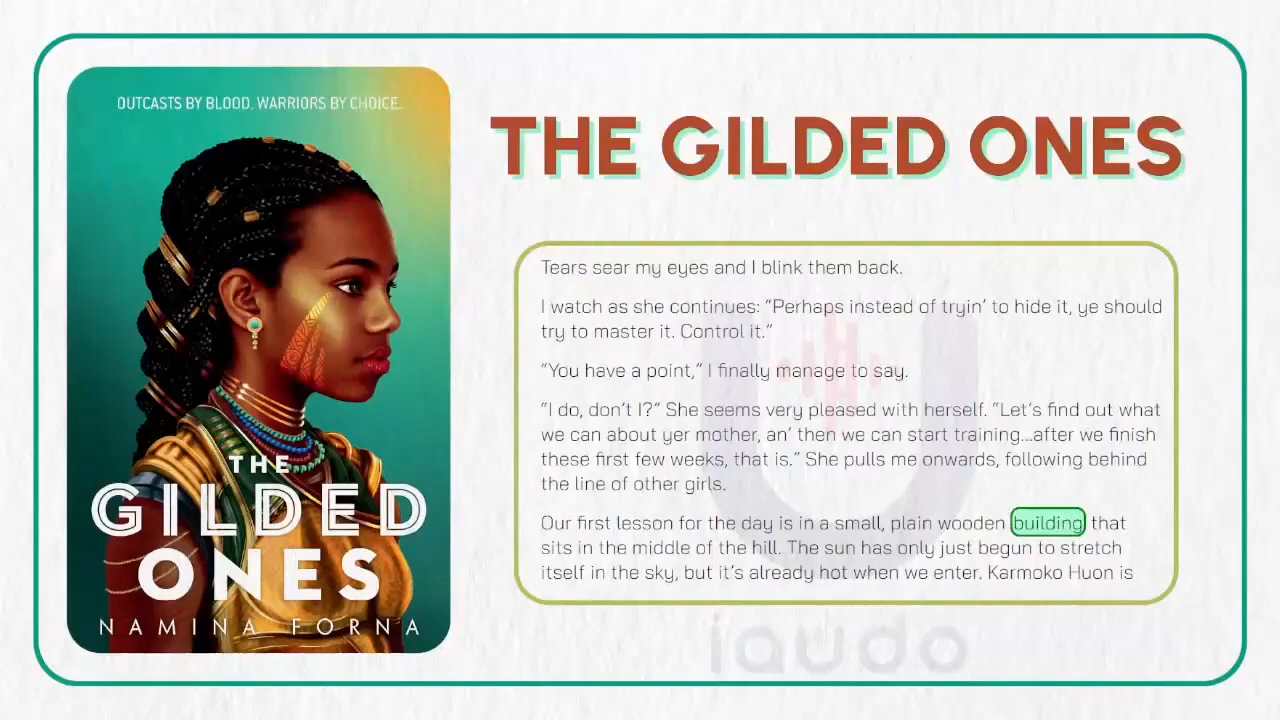 OUTCASTS BY BLOOD. WARRIORS BY CHOICE.
THE
GILDED
ONES
NAMINA FORNA
THE GILDED ONES
Tears sear my eyes and I blink them back.
I watch as she continues: “Perhaps instead of tryin’ to hide it, ye should
try to master it. Control it.”
“You have a point,” I finally manage to say.
“I do, don’t I?” She seems very pleased with herself. “Let’s find out what
we can about yer mother, an’ then we can start training...after we finish
these first few weeks, that is.” She pulls me onwards, following behind
the line of other girls.
Our first lesson for the day is in a small, plain wooden building that
sits in the middle of the hill. The sun has only just begun to stretch
itself in the sky, but it’s already hot when we enter. Karmoko Huon is
iaudo